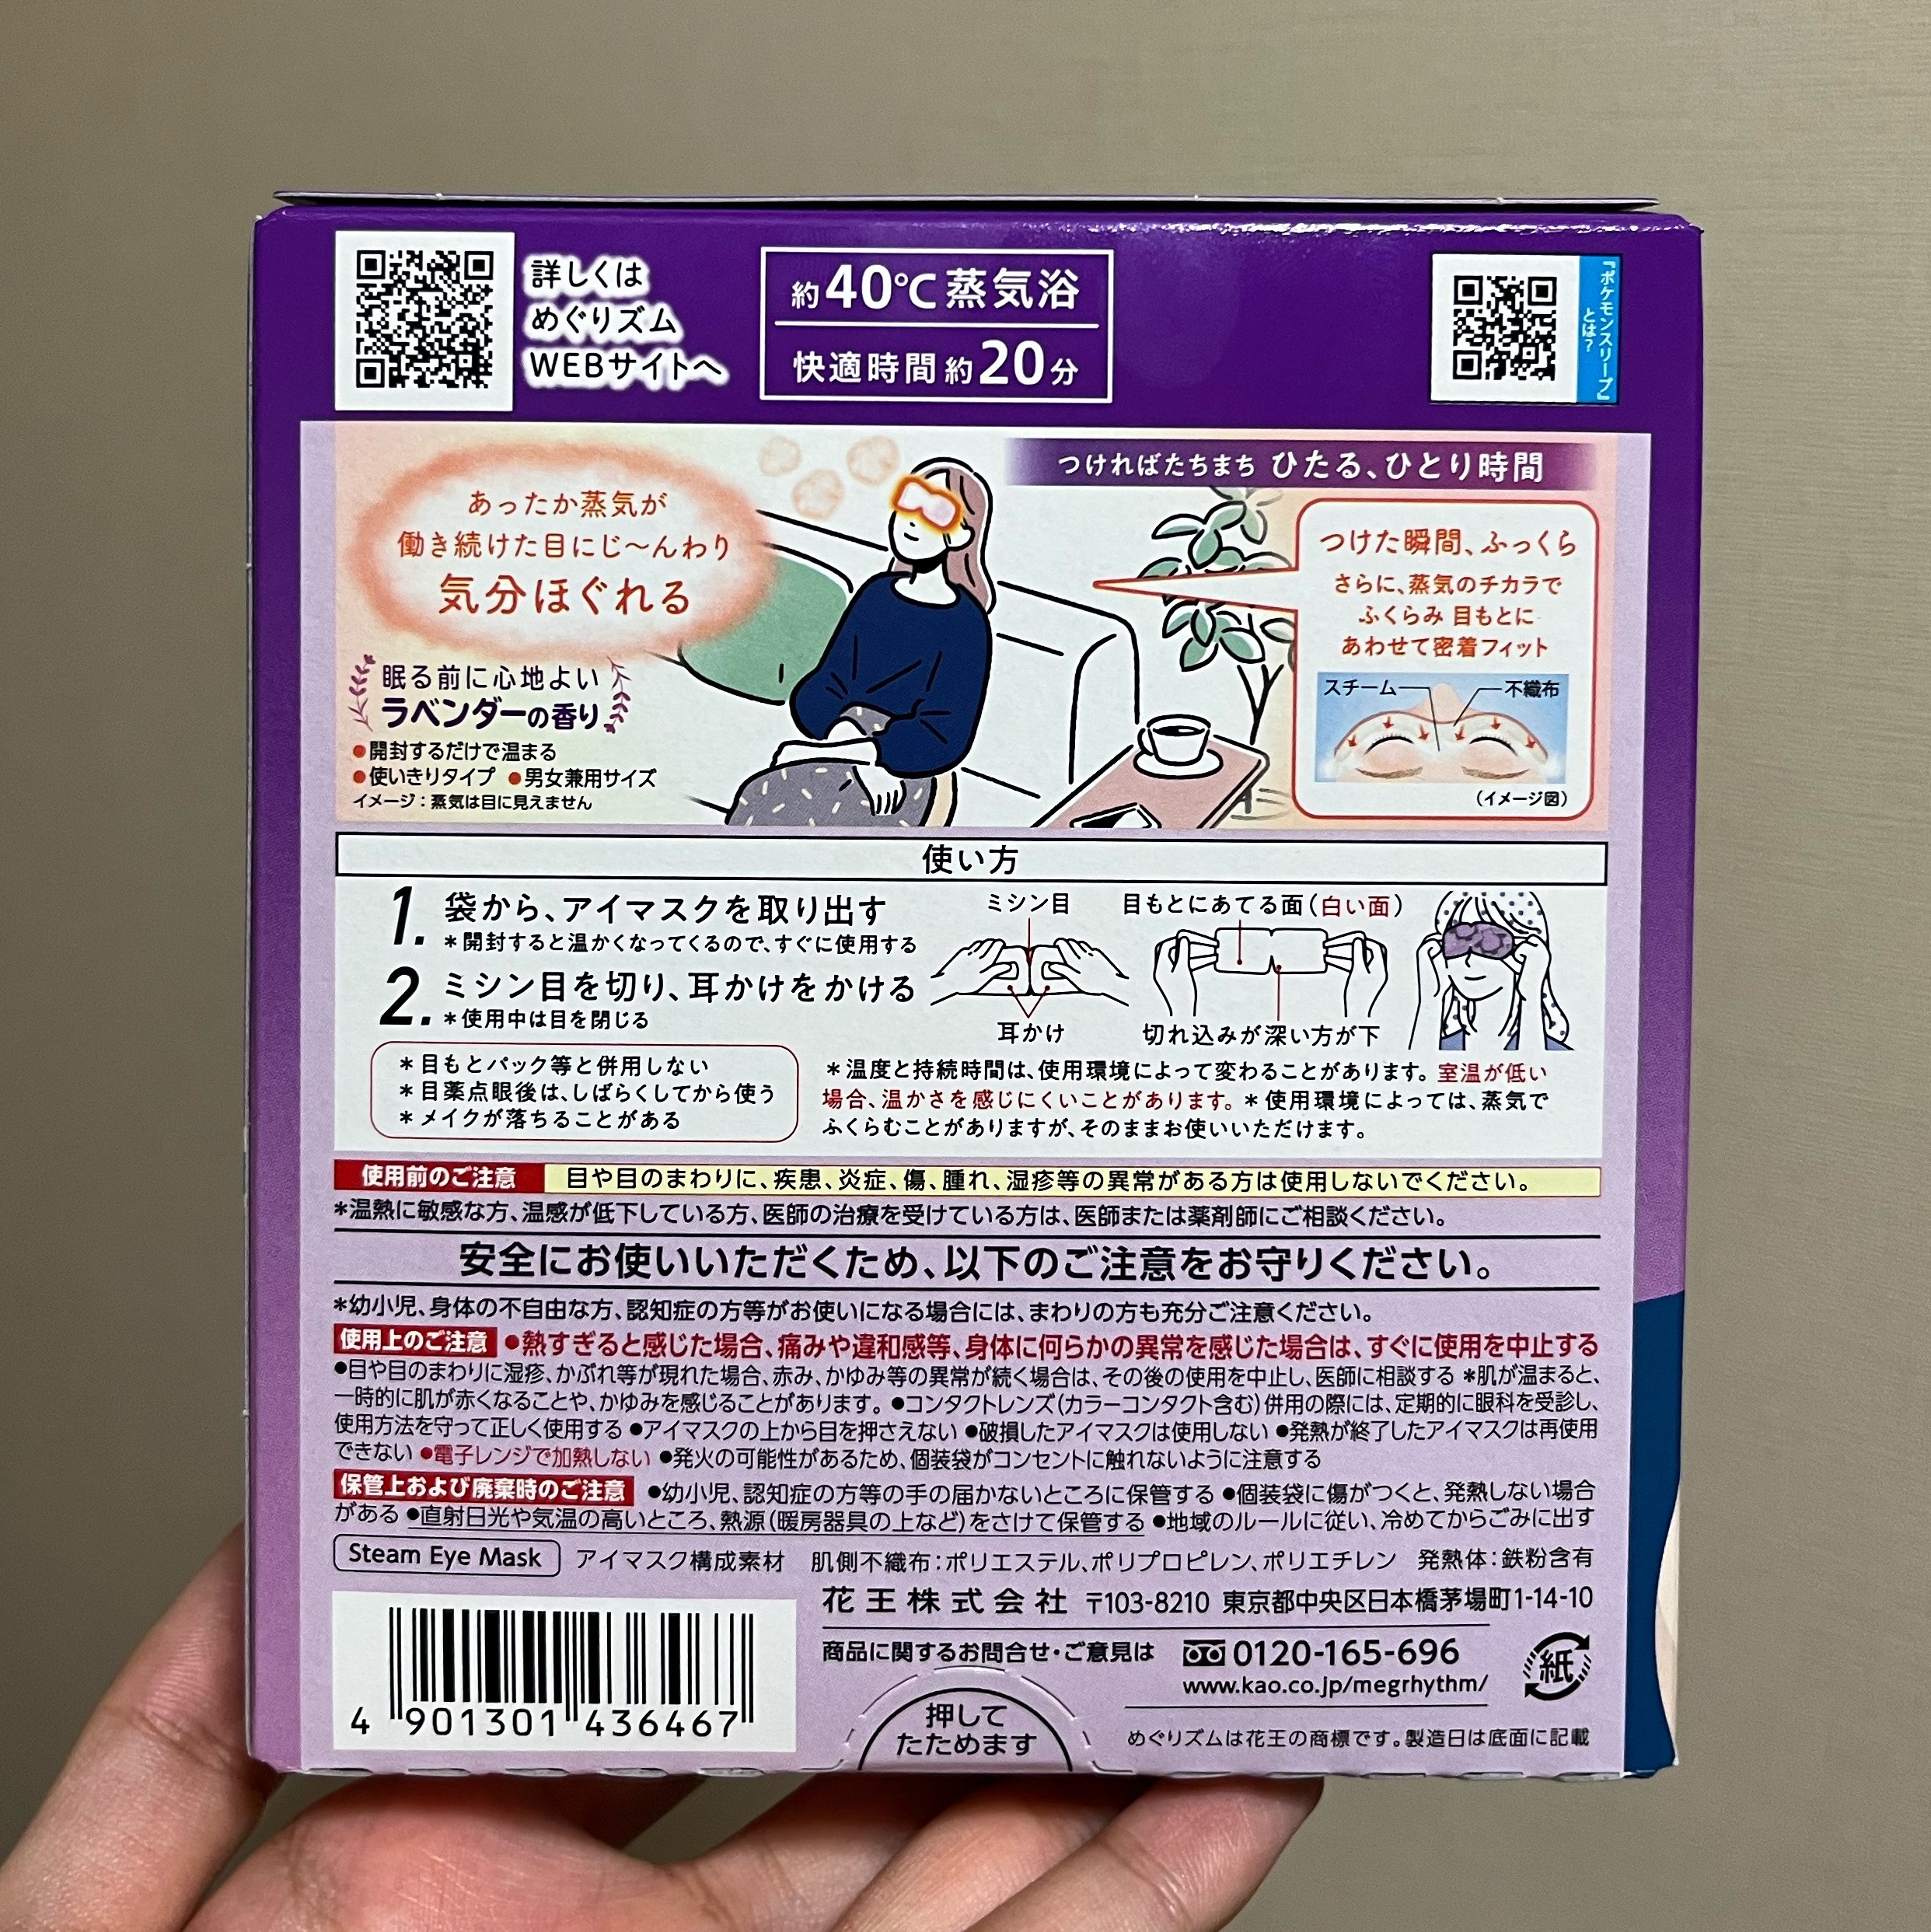 詳しくは
めぐりズム
WEBサイトへ
約40℃蒸気浴
快適時間約20分
『ポケモンスリープ』
とは?
あったか蒸気が
働き続けた目にじ〜んわり
気分ほぐれる
つければたちまち ひたる、ひとり時間
つけた瞬間、ふっくら
さらに、蒸気のチカラで
ふくらみ 目もとに
あわせて密着フィット
スチーム
不織布
(イメージ図)
眠る前に心地よい
ラベンダーの香り
●開封するだけで温まる
●使いきりタイプ ●男女兼用サイズ
イメージ:蒸気は目に見えません
使い方
1. 袋から、アイマスクを取り出す
＊開封すると温かくなってくるので、すぐに使用する
2. ミシン目を切り、耳かけをかける
＊使用中は目を閉じる
ミシン目
耳かけ
目もとにあてる面(白い面)
切れ込みが深い方が下
＊目もとパック等と併用しない
＊目薬点眼後は、しばらくしてから使う
＊メイクが落ちることがある
＊温度と持続時間は、使用環境によって変わることがあります。室温が低い
場合、温かさを感じにくいことがあります。＊使用環境によっては、蒸気で
ふくらむことがありますが、そのままお使いいただけます。
使用前のご注意 目や目のまわりに、疾患、炎症、傷、腫れ、湿疹等の異常がある方は使用しないでください。
＊温熱に敏感な方、温感が低下している方、医師の治療を受けている方は、医師または薬剤師にご相談ください。
安全にお使いいただくため、以下のご注意をお守りください。
＊幼小児、身体の不自由な方、認知症の方等がお使いになる場合には、まわりの方も充分ご注意ください。
使用上のご注意 ●熱すぎると感じた場合、痛みや違和感等、身体に何らかの異常を感じた場合は、すぐに使用を中止する
●目や目のまわりに湿疹、かぶれ等が現れた場合、赤み、かゆみ等の異常が続く場合は、その後の使用を中止し、医師に相談する ＊肌が温まると、
一時的に肌が赤くなることや、かゆみを感じることがあります。●コンタクトレンズ(カラーコンタクト含む)併用の際には、定期的に眼科を受診し、
使用方法を守って正しく使用する ●アイマスクの上から目を押さえない ●破損したアイマスクは使用しない ●発熱が終了したアイマスクは再使用
できない ●電子レンジで加熱しない ●発火の可能性があるため、個装袋がコンセントに触れないように注意する
保管上および廃棄時のご注意 ●幼小児、認知症の方等の手の届かないところに保管する ●個装袋に傷がつくと、発熱しない場合
がある ●直射日光や気温の高いところ、熱源(暖房器具の上など)をさけて保管する ●地域のルールに従い、冷めてからごみに出す
Steam Eye Mask アイマスク構成素材 肌側不織布:ポリエステル、ポリプロピレン、ポリエチレン 発熱体:鉄粉含有
花王株式会社 〒103-8210 東京都中央区日本橋茅場町1-14-10
商品に関するお問合せ・ご意見は 0120-165-696
www.kao.co.jp/megrhythm/
紙
めぐりズムは花王の商標です。製造日は底面に記載
押して
たためます
4 901301 436467